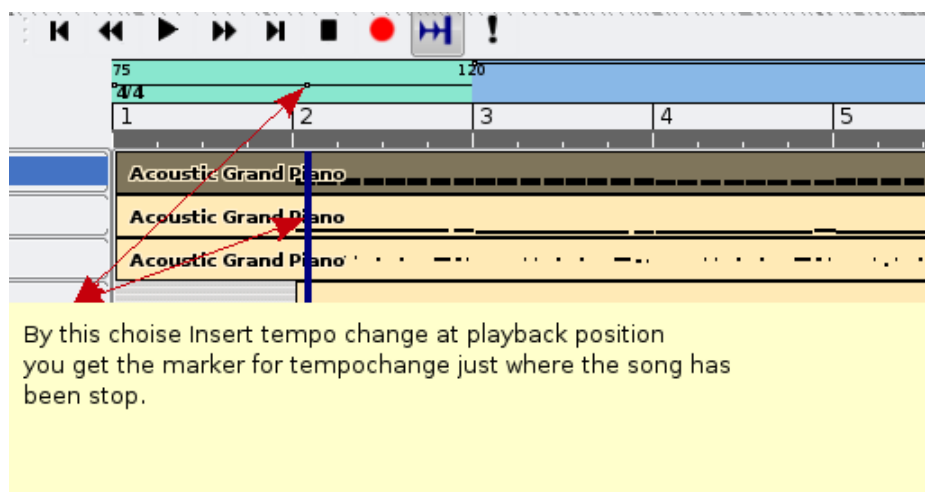 75 120
4/4
1 2 3 4 5
Acoustic Grand Piano
Acoustic Grand Piano
Acoustic Grand Piano
By this choise Insert tempo change at playback position
you get the marker for tempochange just where the song has
been stop.